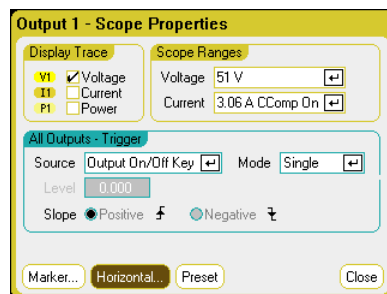 Output 1 - Scope Properties
Display Trace
V1 Voltage
I1 Current
P1 Power
Scope Ranges
Voltage 51 V
Current 3.06 A CComp On
All Outputs - Trigger
Source Output On/Off Key Mode Single
Level 0.000
Slope Positive Negative
Marker... Horizontal... Preset Close